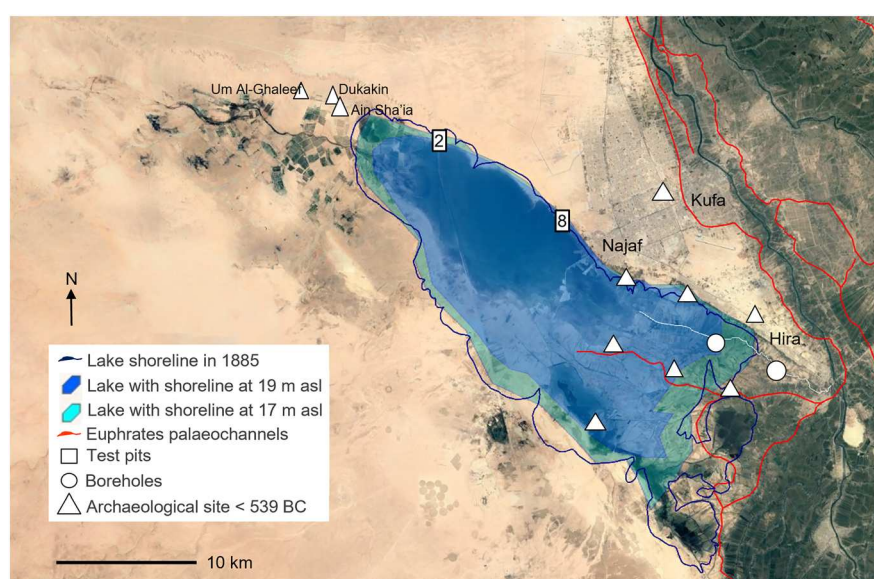 Um Al-Ghaleef
Dukakin
Ain Sha'ia
2
8
Kufa
Najaf
Hira
N
Lake shoreline in 1885
Lake with shoreline at 19 m asl
Lake with shoreline at 17 m asl
Euphrates palaeochannels
Test pits
Boreholes
Archaeological site < 539 BC
10 km